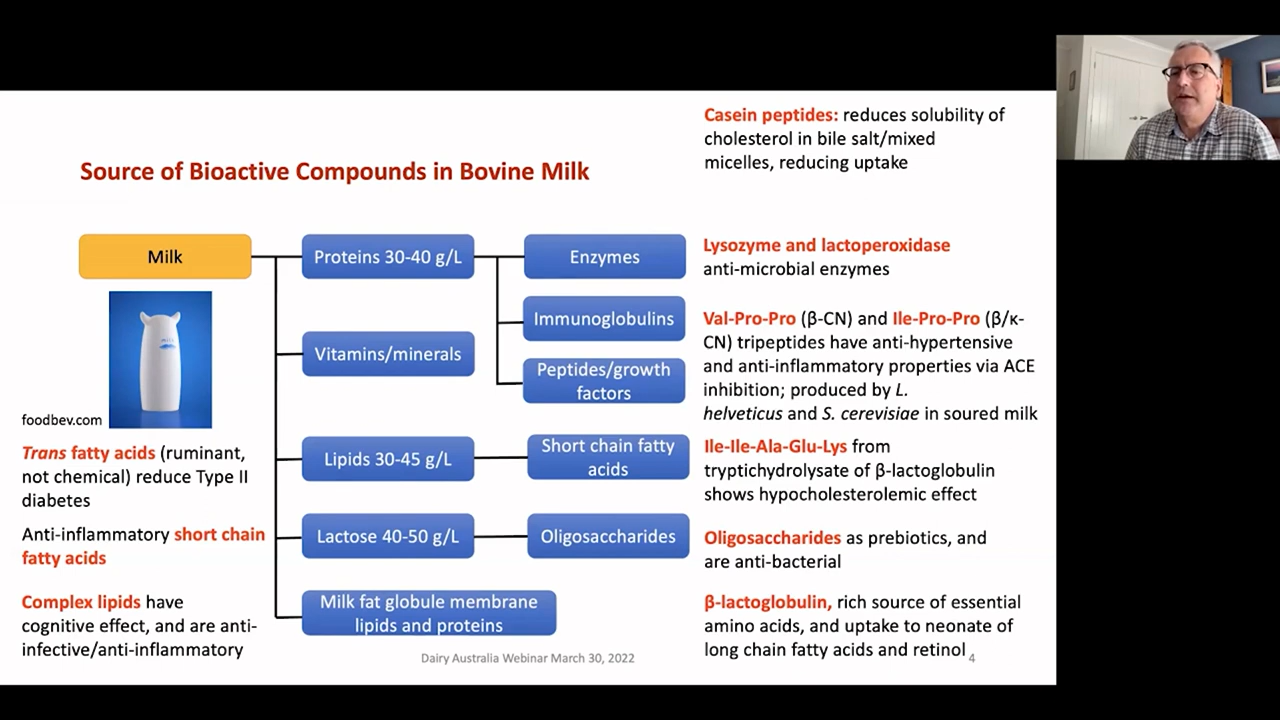 Source of Bioactive Compounds in Bovine Milk
Casein peptides: reduces solubility of
cholesterol in bile salt/mixed
micelles, reducing uptake
Milk
Proteins 30-40 g/L
Enzymes
Immunoglobulins
Peptides/growth
factors
Vitamins/minerals
Lipids 30-45 g/L
Short chain fatty
acids
Lactose 40-50 g/L
Oligosaccharides
Milk fat globule membrane
lipids and proteins
Lysozyme and lactoperoxidase
anti-microbial enzymes
Val-Pro-Pro (β-CN) and Ile-Pro-Pro (β/κ-
CN) tripeptides have anti-hypertensive
and anti-inflammatory properties via ACE
inhibition; produced by L.
helveticus and S. cerevisiae in soured milk
Ile-Ile-Ala-Glu-Lys from
tryptichydrolysate of β-lactoglobulin
shows hypocholesterolemic effect
Oligosaccharides as prebiotics, and
are anti-bacterial
β-lactoglobulin, rich source of essential
amino acids, and uptake to neonate of
long chain fatty acids and retinol
foodbev.com
Trans fatty acids (ruminant,
not chemical) reduce Type II
diabetes
Anti-inflammatory short chain
fatty acids
Complex lipids have
cognitive effect, and are anti-
infective/anti-inflammatory
Dairy Australia Webinar March 30, 2022
4